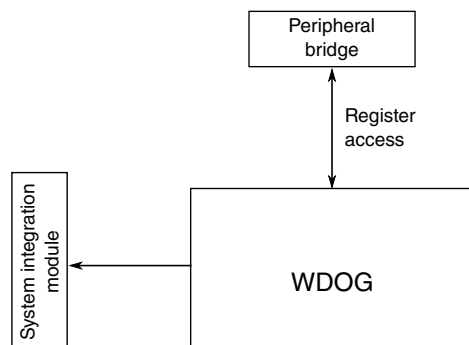 Peripheral
bridge
Register
access
System integration
module
WDOG